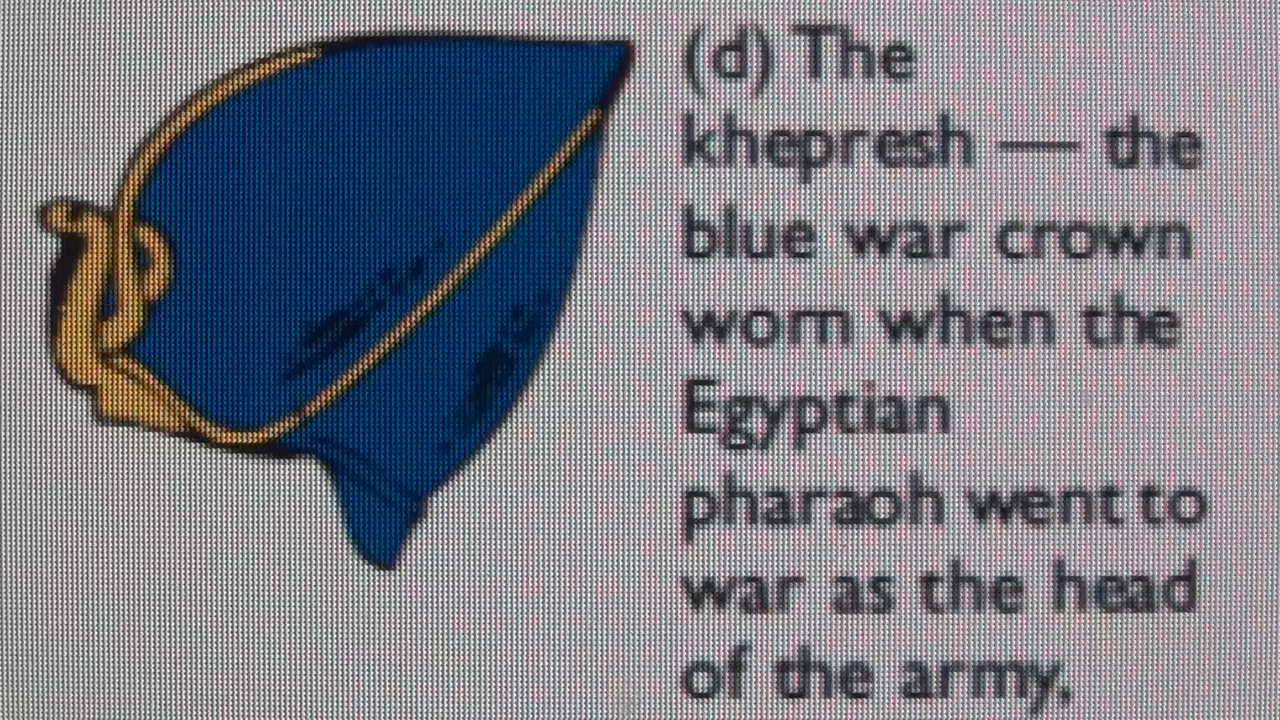 (d) The
khepresh — the
blue war crown
worn when the
Egyptian
pharaoh went to
war as the head
of the army,